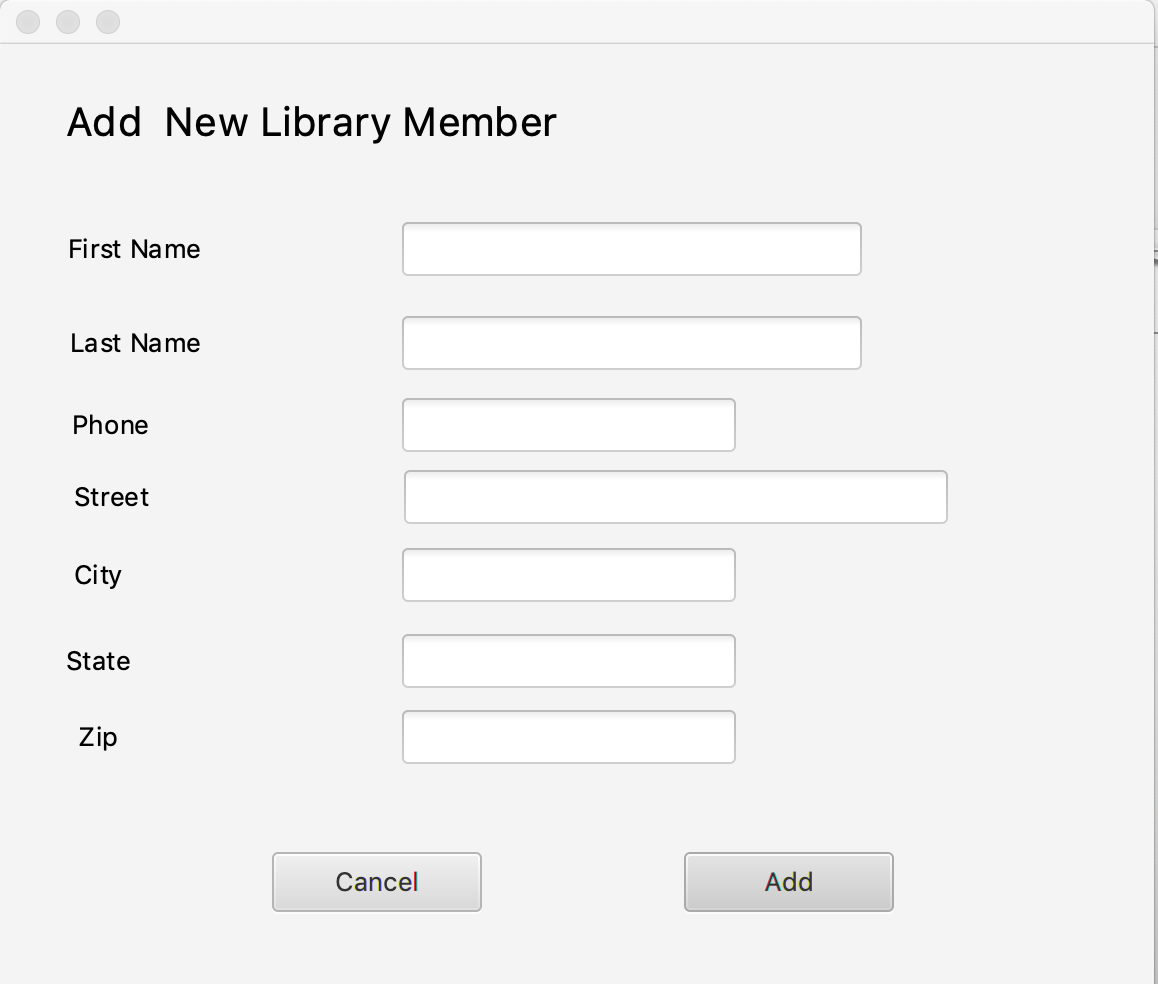 Add  New Library Member
First Name
Last Name
Phone
Street
City
State
Zip
Cancel
Add